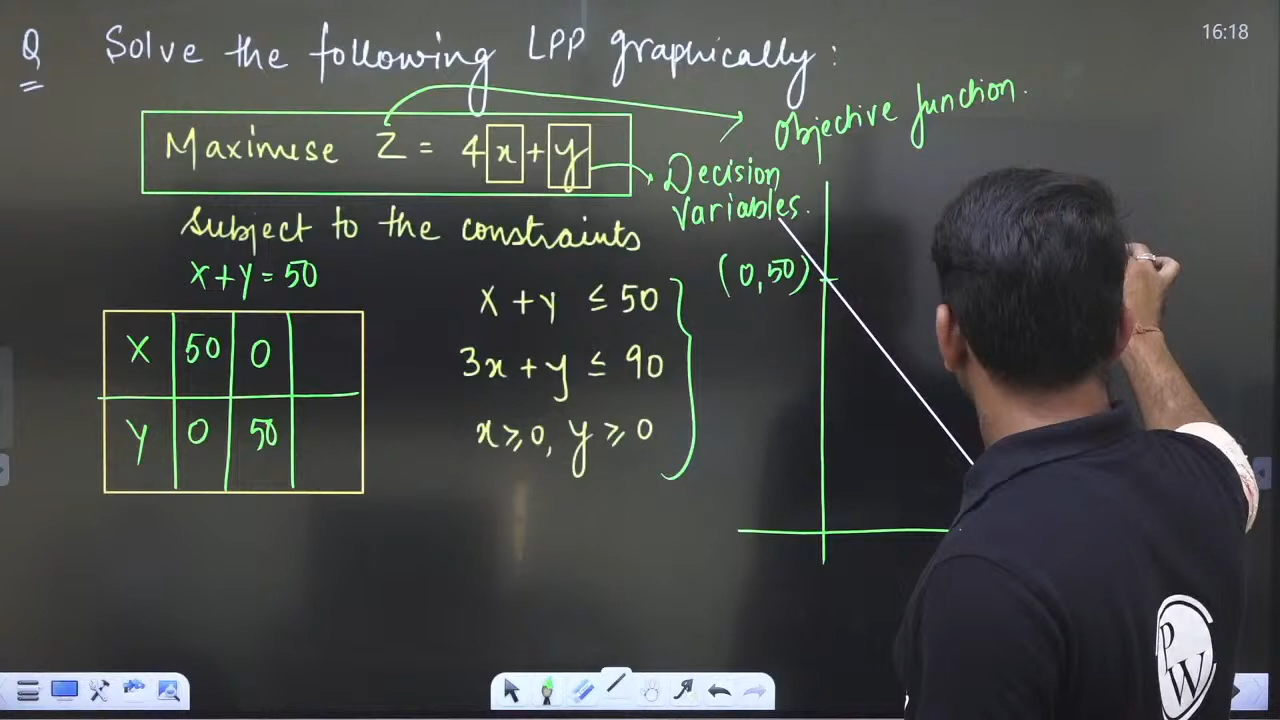 16:18
Q Solve the following LPP graphically:
Objective function.
Maximise Z = 4x+y
Decision variables.
subject to the constraints
x+y=50
(0,50)
x+y ≤ 50
3x+y ≤ 90
x≥0, y≥0
X 50 0
Y 0 50
PW